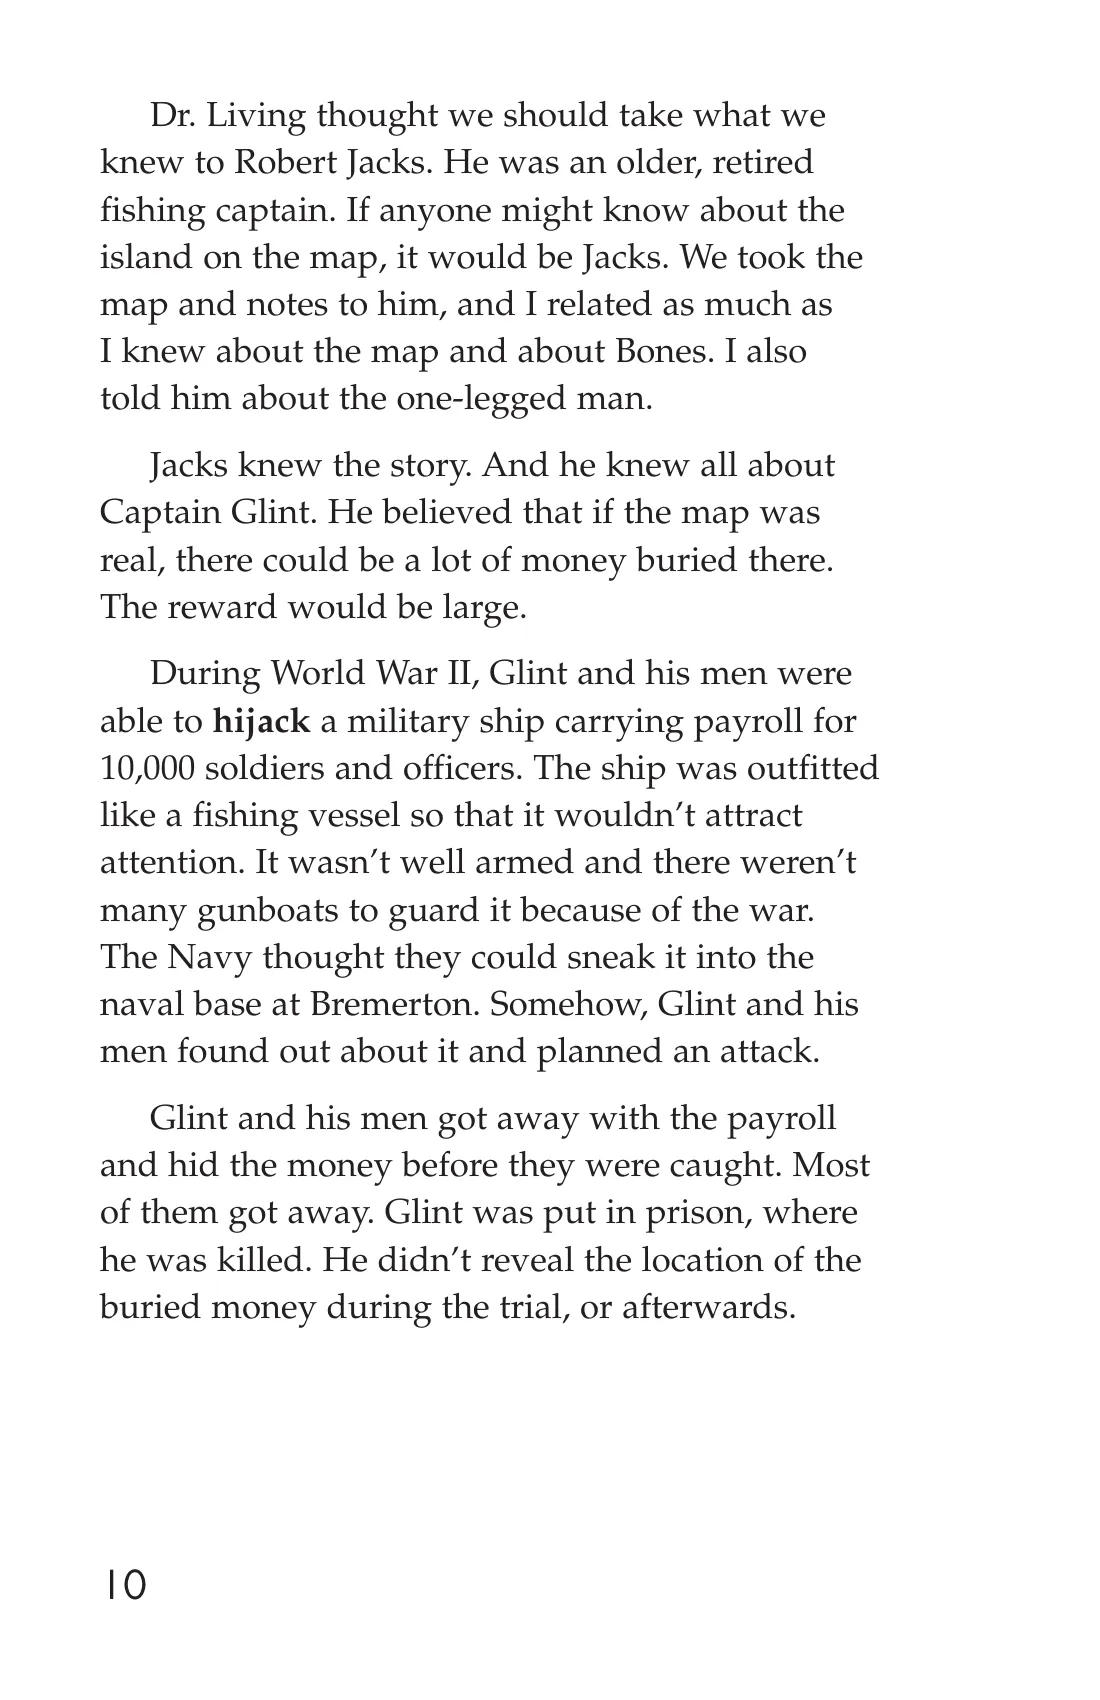 Dr. Living thought we should take what we
knew to Robert Jacks. He was an older, retired
fishing captain. If anyone might know about the
island on the map, it would be Jacks. We took the
map and notes to him, and I related as much as
I knew about the map and about Bones. I also
told him about the one-legged man.
Jacks knew the story. And he knew all about
Captain Glint. He believed that if the map was
real, there could be a lot of money buried there.
The reward would be large.
During World War II, Glint and his men were
able to hijack a military ship carrying payroll for
10,000 soldiers and officers. The ship was outfitted
like a fishing vessel so that it wouldn’t attract
attention. It wasn’t well armed and there weren’t
many gunboats to guard it because of the war.
The Navy thought they could sneak it into the
naval base at Bremerton. Somehow, Glint and his
men found out about it and planned an attack.
Glint and his men got away with the payroll
and hid the money before they were caught. Most
of them got away. Glint was put in prison, where
he was killed. He didn’t reveal the location of the
buried money during the trial, or afterwards.
10